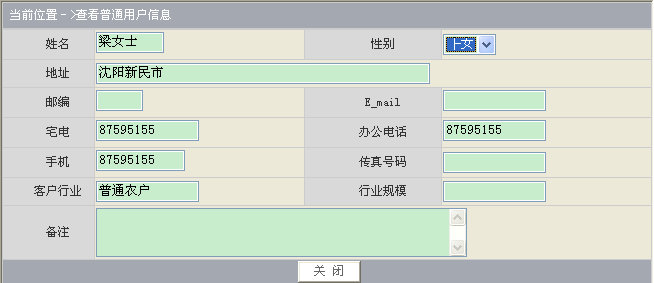 当前位置－>查看普通用户信息
姓名 梁女士 性别
地址 沈阳新民市
邮编 E_mail
宅电 87595155 办公电话 87595155
手机 87595155 传真号码
客户行业 普通农户 行业规模
备注
关 闭